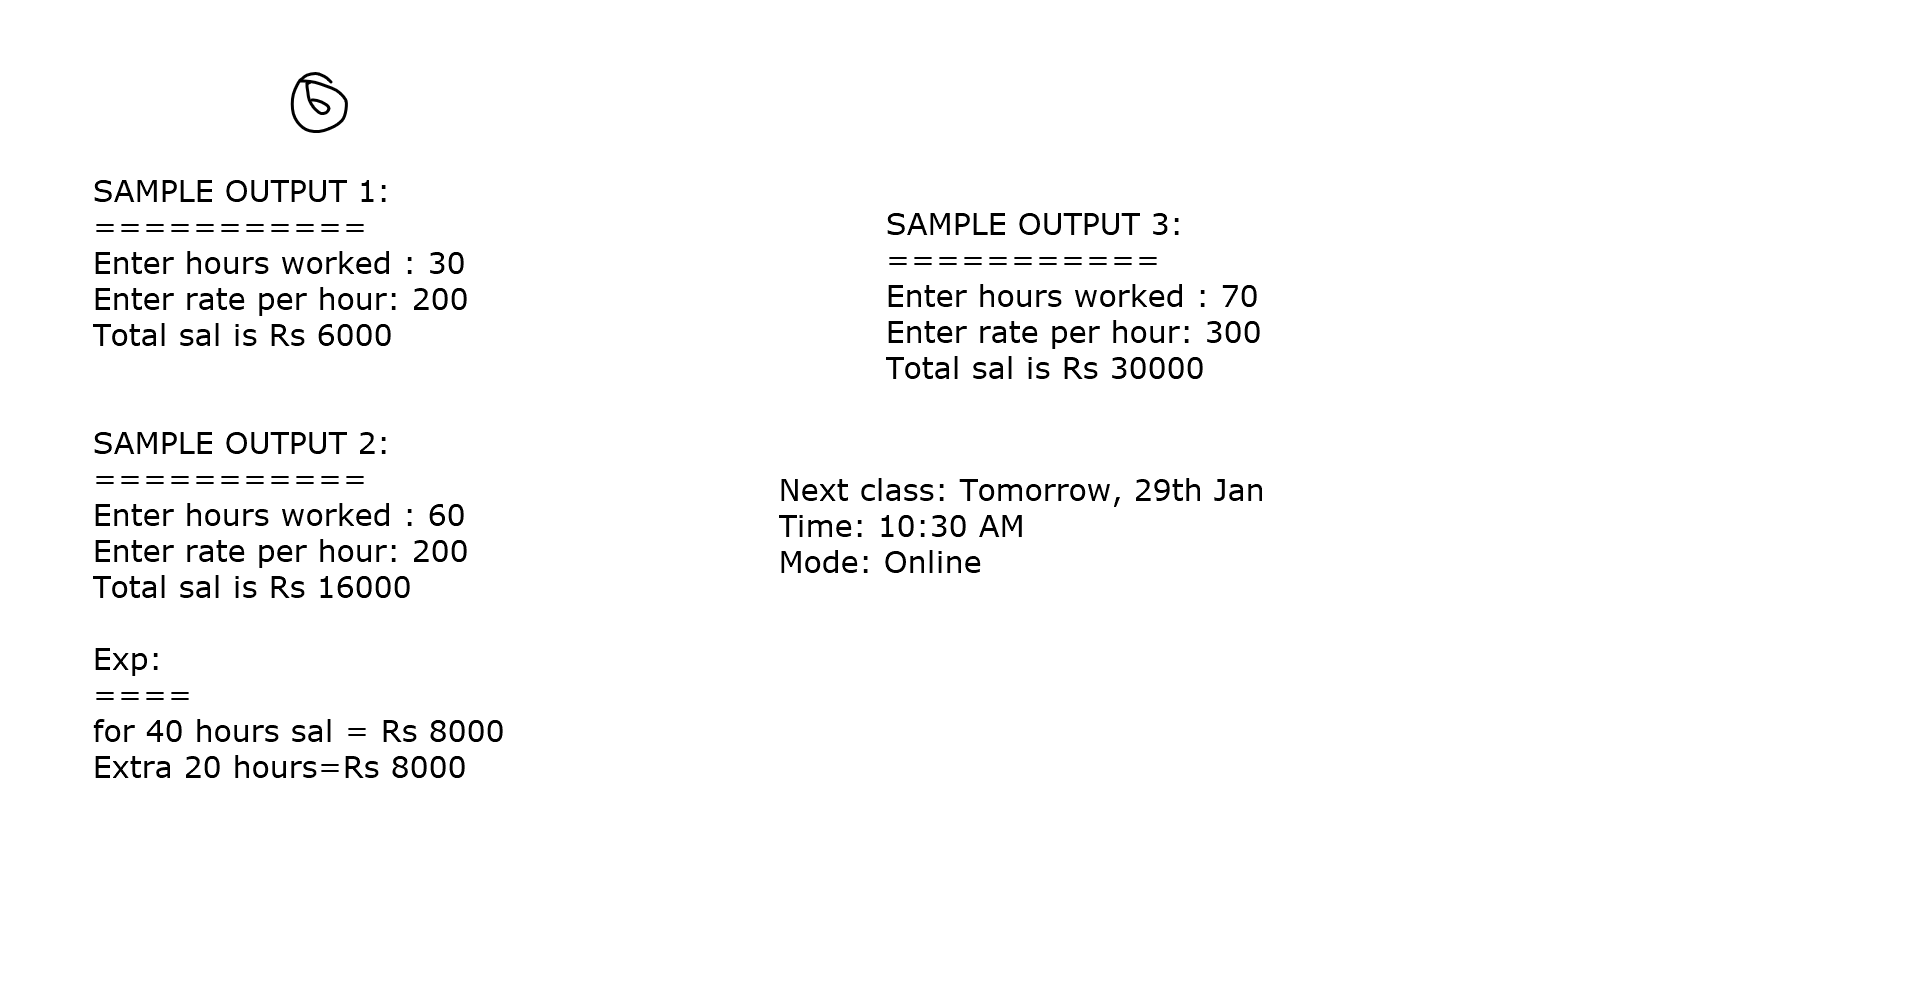 6
SAMPLE OUTPUT 1:
===========
Enter hours worked : 30
Enter rate per hour: 200
Total sal is Rs 6000
SAMPLE OUTPUT 2:
===========
Enter hours worked : 60
Enter rate per hour: 200
Total sal is Rs 16000
Exp:
====
for 40 hours sal = Rs 8000
Extra 20 hours=Rs 8000
SAMPLE OUTPUT 3:
===========
Enter hours worked : 70
Enter rate per hour: 300
Total sal is Rs 30000
Next class: Tomorrow, 29th Jan
Time: 10:30 AM
Mode: Online